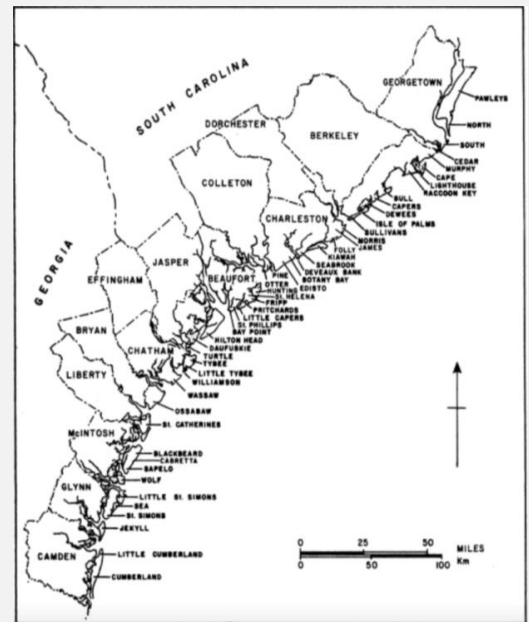 GEORGETOWN
PAWLEYS
SOUTH CAROLINA
NORTH
DORCHESTER
BERKELEY
SOUTH
CEDAR
MURPHY
CAPE
LIGHTHOUSE
RACCOON KEY
COLLETON
BULL
CAPERS
DEWEES
ISLE OF PALMS
SULLIVANS
CHARLESTON
MORRIS
JAMES
FOLLY
KIAWAH
SEABROOK
DEVEAUX BANK
BOTANY BAY
EDISTO
JASPER
BEAUFORT
PINE
OTTER
HUNTING
St. HELENA
FRIPP
PRITCHARDS
LITTLE CAPERS
St. PHILLIPS
BAY POINT
GEORGIA
EFFINGHAM
HILTON HEAD
DAUFUSKIE
TURTLE
TYBEE
LITTLE TYBEE
WILLIAMSON
BRYAN
CHATHAM
WASSAW
LIBERTY
OSSABAW
St. CATHERINES
McINTOSH
BLACKBEARD
CABRETTA
SAPELO
WOLF
GLYNN
LITTLE St. SIMONS
SEA
St. SIMONS
JEKYLL
CAMDEN
LITTLE CUMBERLAND
CUMBERLAND
0 25 50 MILES
0 50 100 Km